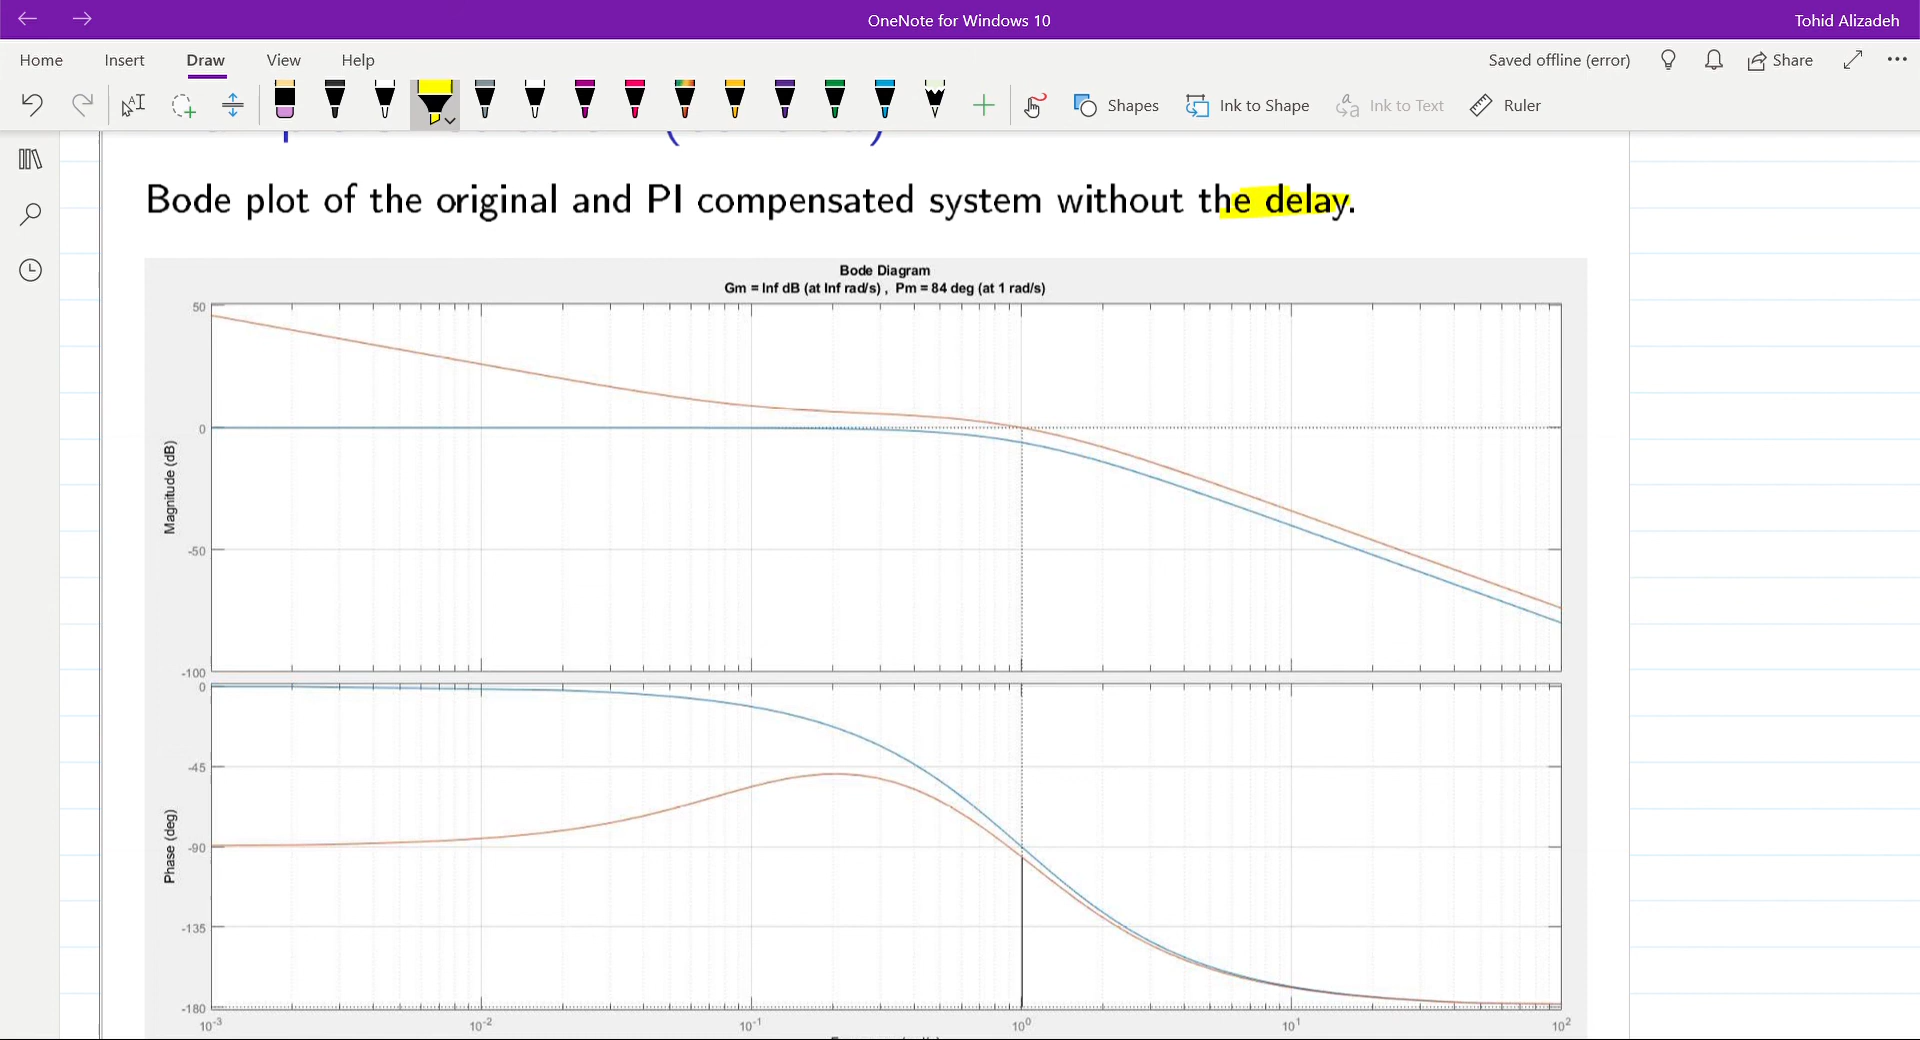 OneNote for Windows 10
Tohid Alizadeh
Home Insert Draw View Help
Saved offline (error) Share
Shapes Ink to Shape Ink to Text Ruler
Bode plot of the original and PI compensated system without the delay.
Bode Diagram
Gm = Inf dB (at Inf rad/s) , Pm = 84 deg (at 1 rad/s)
50
0
-50
-100
Magnitude (dB)
0
-45
-90
-135
-180
Phase (deg)
10-3 10-2 10-1 100 101 102